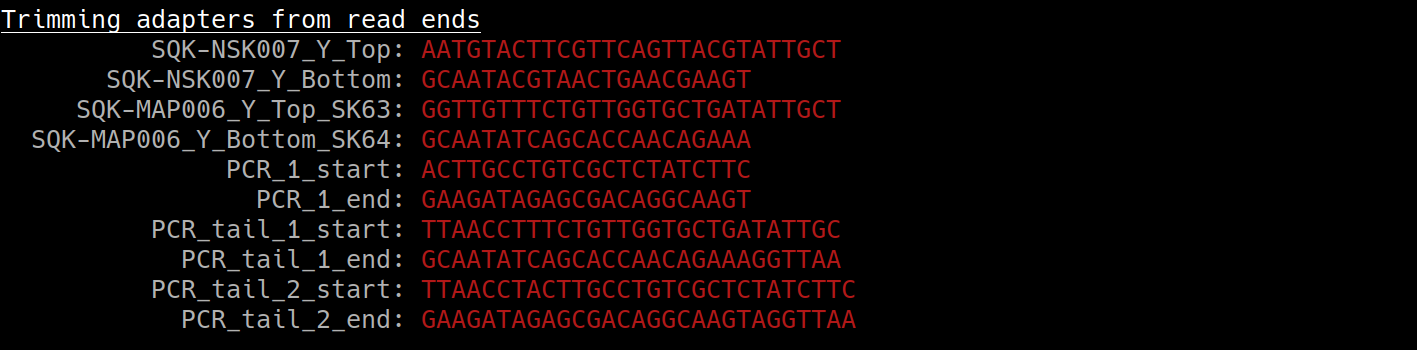 Trimming adapters from read ends
SQK-NSK007_Y_Top: AATGTACTTCGTTCAGTTACGTATTGCT
SQK-NSK007_Y_Bottom: GCAATACGTAACTGAACGAAGT
SQK-MAP006_Y_Top_SK63: GGTTGTTTCTGTTGGTGCTGATATTGCT
SQK-MAP006_Y_Bottom_SK64: GCAATATCAGCACCAACAGAAA
PCR_1_start: ACTTGCCTGTCGCTCTATCTTC
PCR_1_end: GAAGATAGAGCGACAGGCAAGT
PCR_tail_1_start: TTAACCTTTCTGTTGGTGCTGATATTGC
PCR_tail_1_end: GCAATATCAGCACCAACAGAAAGGTTAA
PCR_tail_2_start: TTAACCTACTTGCCTGTCGCTCTATCTTC
PCR_tail_2_end: GAAGATAGAGCGACAGGCAAGTAGGTTAA